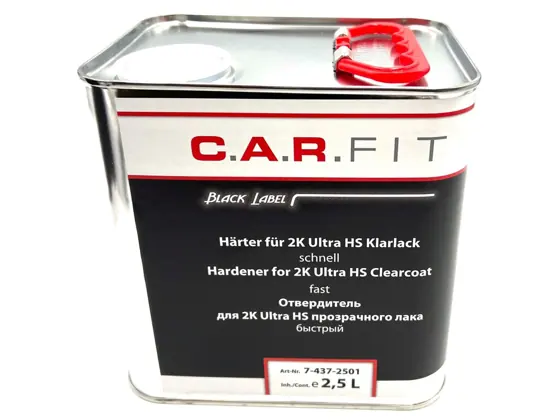 C.A.R.FIT
Black Label
Härter für 2K Ultra HS Klarlack
schnell
Hardener for 2K Ultra HS Clearcoat
fast
Отвердитель
для 2K Ultra HS прозрачного лака
быстрый
Art-Nr. 7-437-2501
Inh./Cont. e 2,5 L